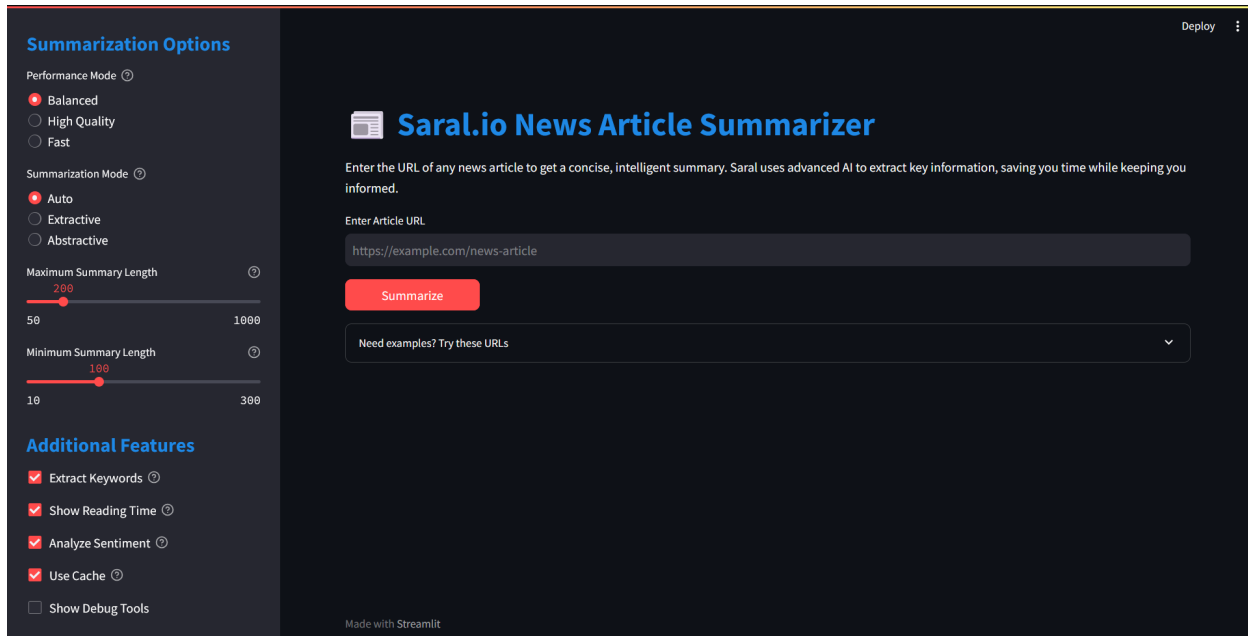 Summarization Options
Performance Mode
Balanced
High Quality
Fast
Summarization Mode
Auto
Extractive
Abstractive
Maximum Summary Length
200
50 1000
Minimum Summary Length
100
10 300
Additional Features
Extract Keywords
Show Reading Time
Analyze Sentiment
Use Cache
Show Debug Tools
Deploy
Saral.io News Article Summarizer
Enter the URL of any news article to get a concise, intelligent summary. Saral uses advanced AI to extract key information, saving you time while keeping you
informed.
Enter Article URL
https://example.com/news-article
Summarize
Need examples? Try these URLs
Made with Streamlit